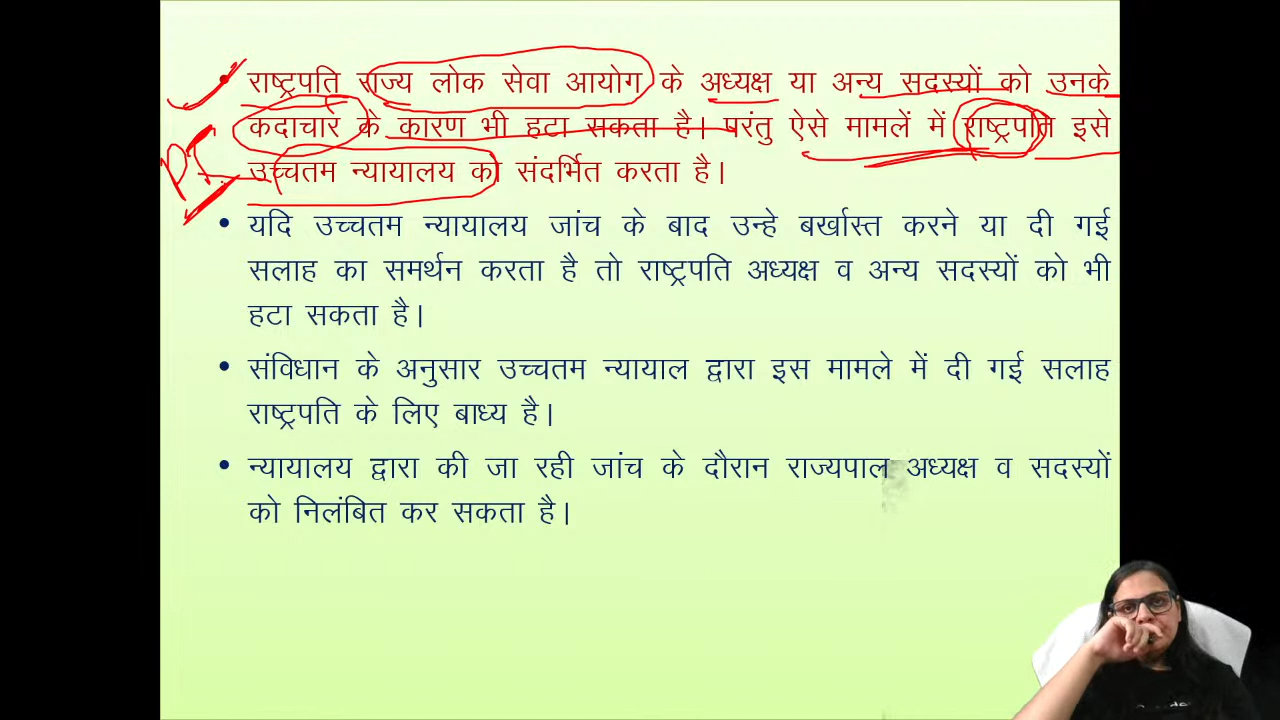 राष्ट्रपति राज्य लोक सेवा आयोग के अध्यक्ष या अन्य सदस्यों को उनके
कदाचार के कारण भी हटा सकता है। परंतु ऐसे मामलें में राष्ट्रपति इसे
उच्चतम न्यायालय को संदर्भित करता है।
• यदि उच्चतम न्यायालय जांच के बाद उन्हे बर्खास्त करने या दी गई
सलाह का समर्थन करता है तो राष्ट्रपति अध्यक्ष व अन्य सदस्यों को भी
हटा सकता है।
• संविधान के अनुसार उच्चतम न्यायाल द्वारा इस मामले में दी गई सलाह
राष्ट्रपति के लिए बाध्य है।
• न्यायालय द्वारा की जा रही जांच के दौरान राज्यपाल अध्यक्ष व सदस्यों
को निलंबित कर सकता है।